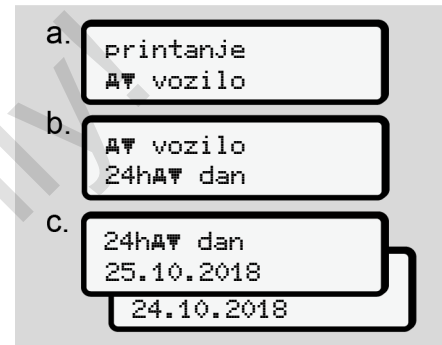 a.
printanje
vozilo
b.
vozilo
24h dan
c.
24h dan
25.10.2018
24.10.2018